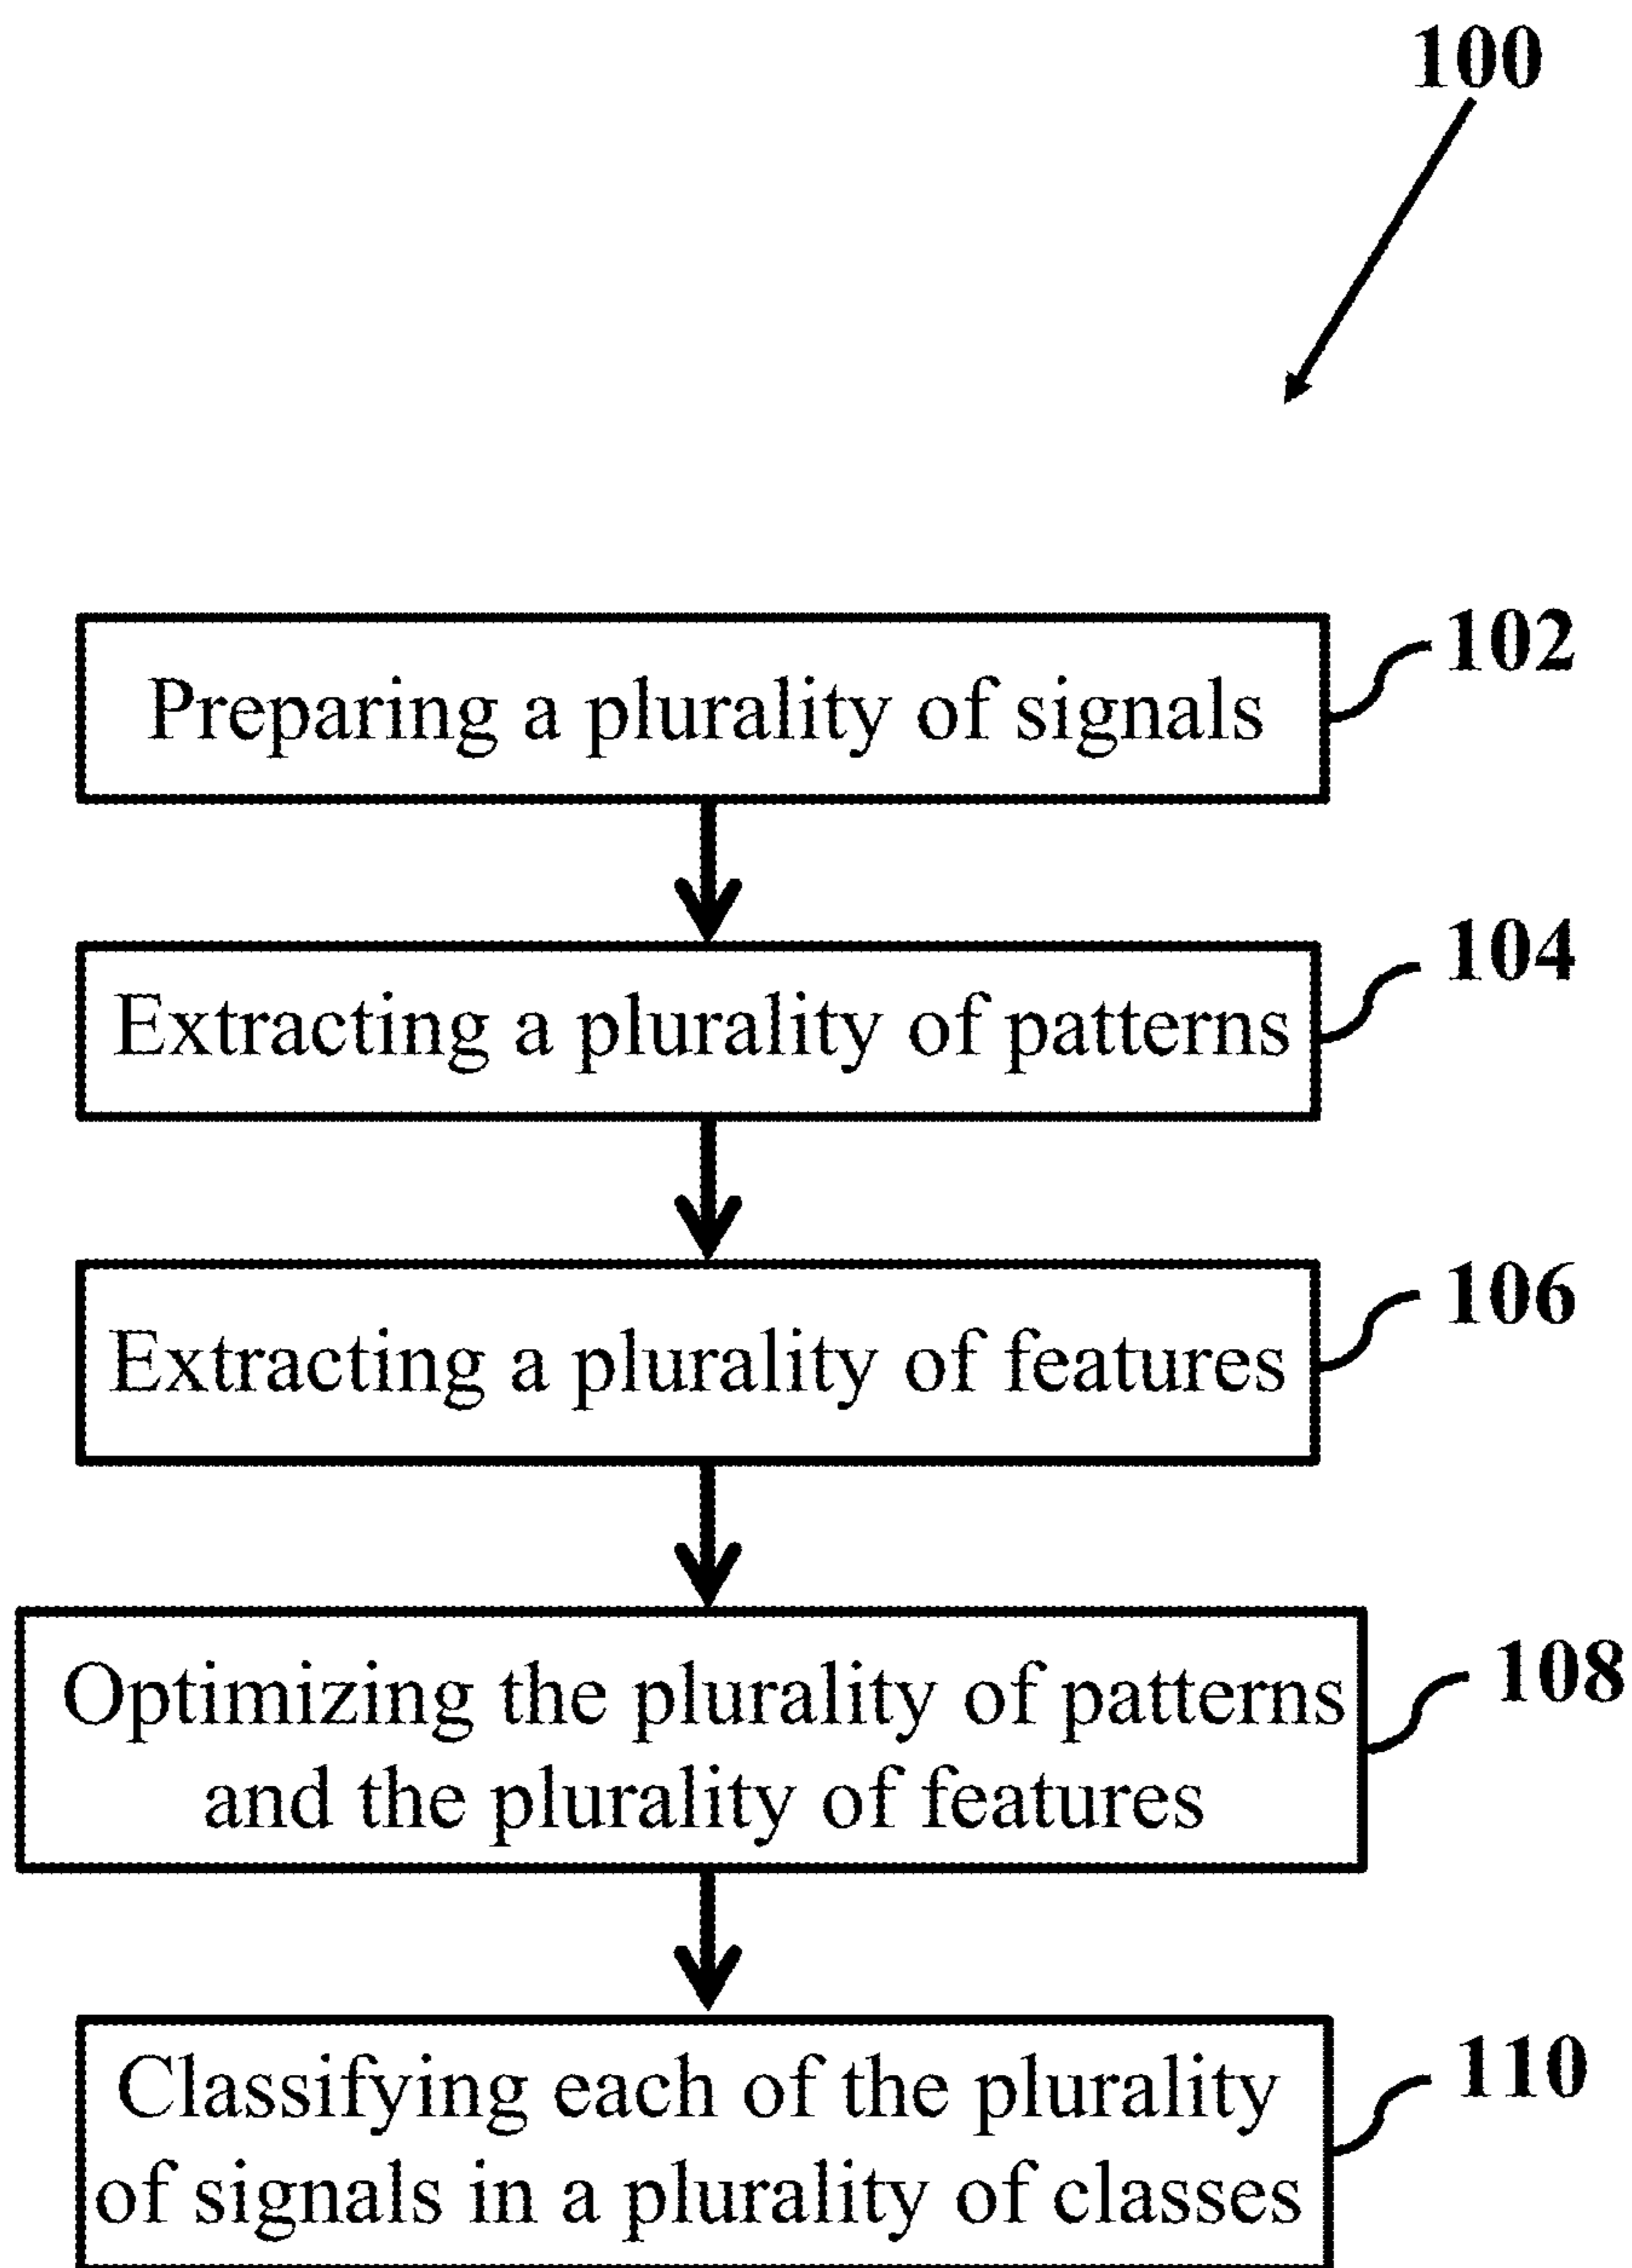 100
102
Preparing a plurality of signals
104
Extracting a plurality of patterns
106
Extracting a plurality of features
108
Optimizing the plurality of patterns
and the plurality of features
110
Classifying each of the plurality
of signals in a plurality of classes